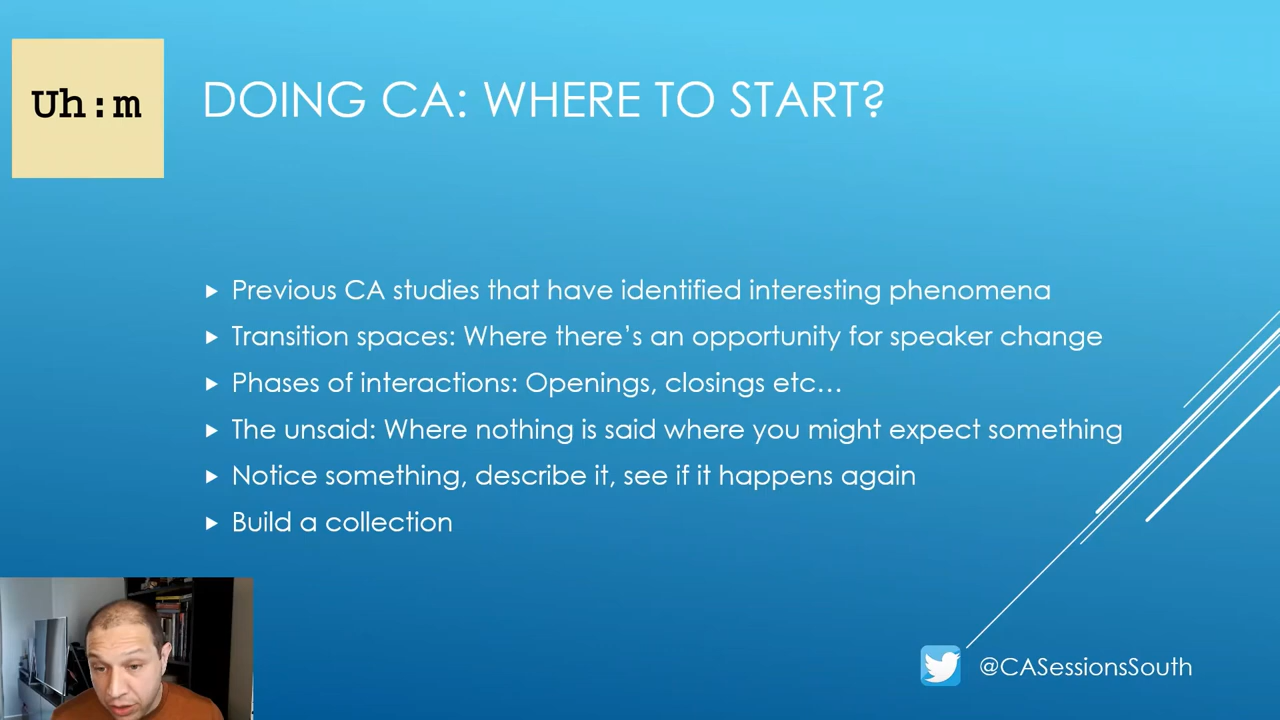 Uh:m
DOING CA: WHERE TO START?
Previous CA studies that have identified interesting phenomena
Transition spaces: Where there’s an opportunity for speaker change
Phases of interactions: Openings, closings etc…
The unsaid: Where nothing is said where you might expect something
Notice something, describe it, see if it happens again
Build a collection
@CASessionsSouth